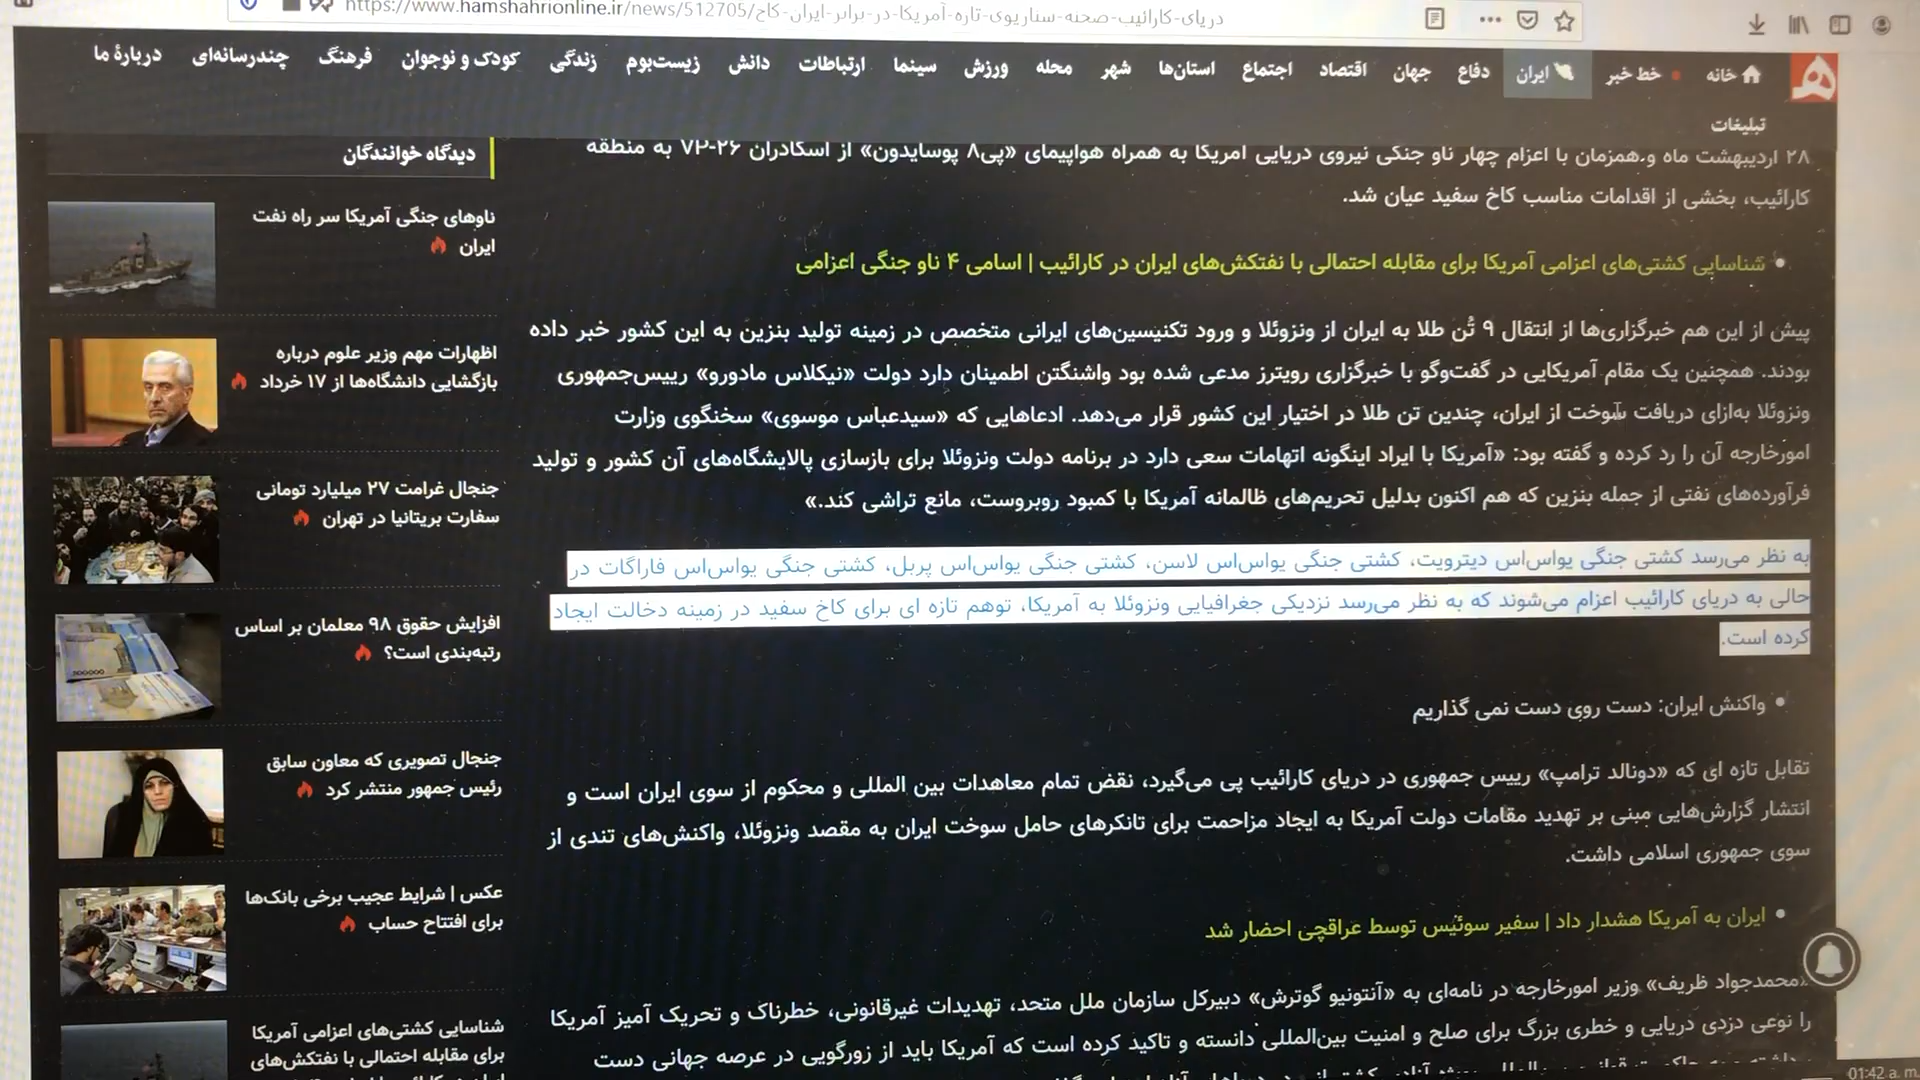 https://www.hamshahrionline.ir/news/512705/دریای-کارائیب-صحنه-سناریوی-تازه-آمریکا-در-برابر-ایران-کاخ
خانه
خط خبر
ایران
دفاع
جهان
اقتصاد
اجتماع
استان‌ها
شهر
محله
ورزش
سینما
ارتباطات
دانش
زیست‌بوم
زندگی
کودک و نوجوان
فرهنگ
چندرسانه‌ای
دربارهٔ ما
تبلیغات
۲۸ اردیبهشت ماه و همزمان با اعزام چهار ناو جنگی نیروی دریایی آمریکا به همراه هواپیمای «پی۸ پوسایدون» از اسکادران VP-۲۶ به منطقه
کارائیب، بخشی از اقدامات مناسب کاخ سفید عیان شد.
شناسایی کشتی‌های اعزامی آمریکا برای مقابله احتمالی با نفتکش‌های ایران در کارائیب | اسامی ۴ ناو جنگی اعزامی
پیش از این هم خبرگزاری‌ها از انتقال ۹ تُن طلا به ایران از ونزوئلا و ورود تکنیسین‌های ایرانی متخصص در زمینه تولید بنزین به این کشور خبر داده
بودند. همچنین یک مقام آمریکایی در گفت‌وگو با خبرگزاری رویترز مدعی شده بود واشنگتن اطمینان دارد دولت «نیکلاس مادورو» رییس‌جمهوری
ونزوئلا به‌ازای دریافت سوخت از ایران، چندین تن طلا در اختیار این کشور قرار می‌دهد. ادعاهایی که «سیدعباس موسوی» سخنگوی وزارت
امورخارجه آن را رد کرده و گفته بود: «آمریکا با ایراد اینگونه اتهامات سعی دارد در برنامه دولت ونزوئلا برای بازسازی پالایشگاه‌های آن کشور و تولید
فرآورده‌های نفتی از جمله بنزین که هم اکنون بدلیل تحریم‌های ظالمانه آمریکا با کمبود روبروست، مانع تراشی کند.»
به نظر می‌رسد کشتی جنگی یواس‌اس دیترویت، کشتی جنگی یواس‌اس لاسن، کشتی جنگی یواس‌اس پربل، کشتی جنگی یواس‌اس فاراگات در
حالی به دریای کارائیب اعزام می‌شوند که به نظر می‌رسد نزدیکی جغرافیایی ونزوئلا به آمریکا، توهم تازه ای برای کاخ سفید در زمینه دخالت ایجاد
کرده است.
واکنش ایران: دست روی دست نمی گذاریم
تقابل تازه ای که «دونالد ترامپ» رییس جمهوری در دریای کارائیب پی می‌گیرد، نقض تمام معاهدات بین المللی و محکوم از سوی ایران است و
انتشار گزارش‌هایی مبنی بر تهدید مقامات دولت آمریکا به ایجاد مزاحمت برای تانکرهای حامل سوخت ایران به مقصد ونزوئلا، واکنش‌های تندی از
سوی جمهوری اسلامی داشت.
ایران به آمریکا هشدار داد | سفیر سوئیس توسط عراقچی احضار شد
«محمدجواد ظریف» وزیر امورخارجه در نامه‌ای به «آنتونیو گوترش» دبیرکل سازمان ملل متحد، تهدیدات غیرقانونی، خطرناک و تحریک آمیز آمریکا
را نوعی دزدی دریایی و خطری بزرگ برای صلح و امنیت بین‌المللی دانسته و تاکید کرده است که آمریکا باید از زورگویی در عرصه جهانی دست
دیدگاه خوانندگان
ناوهای جنگی آمریکا سر راه نفت
ایران
اظهارات مهم وزیر علوم درباره
بازگشایی دانشگاه‌ها از ۱۷ خرداد
جنجال غرامت ۲۷ میلیارد تومانی
سفارت بریتانیا در تهران
افزایش حقوق ۹۸ معلمان بر اساس
رتبه‌بندی است؟
جنجال تصویری که معاون سابق
رئیس جمهور منتشر کرد
عکس | شرایط عجیب برخی بانک‌ها
برای افتتاح حساب
شناسایی کشتی‌های اعزامی آمریکا
برای مقابله احتمالی با نفتکش‌های
01:42 a. m.